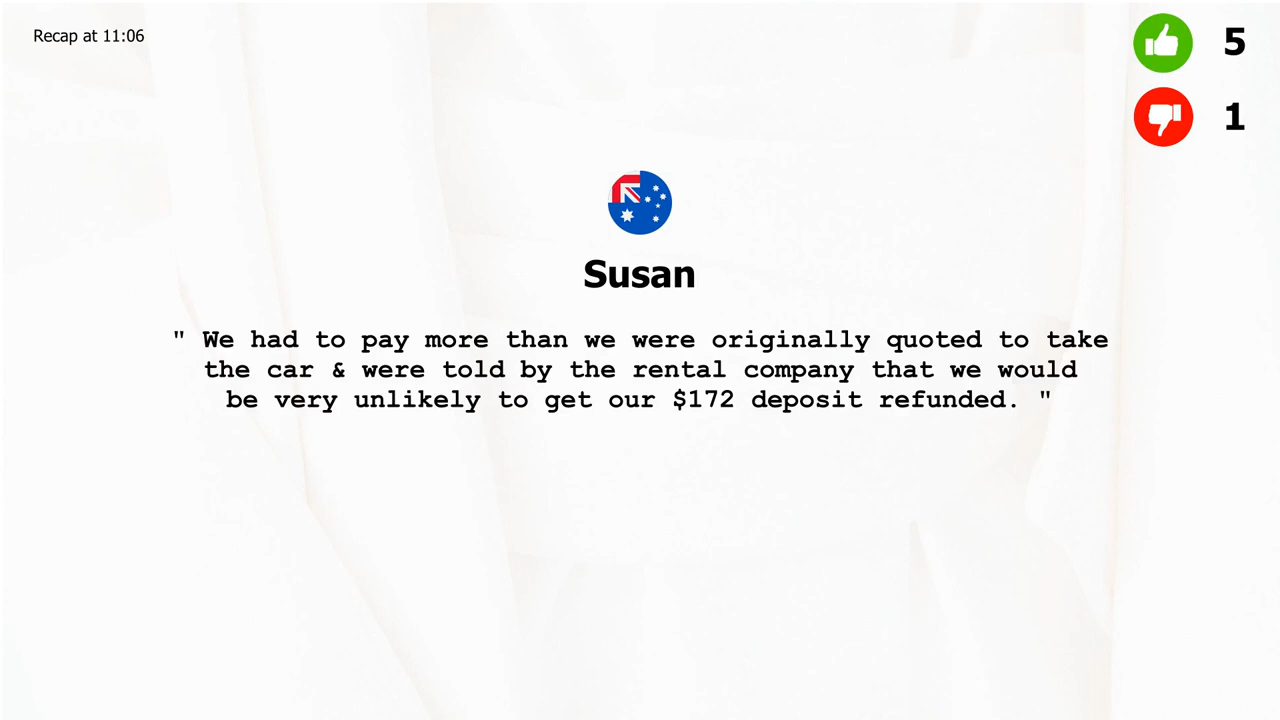 Recap at 11:06
5
1
Susan
" We had to pay more than we were originally quoted to take
the car & were told by the rental company that we would
be very unlikely to get our $172 deposit refunded. "